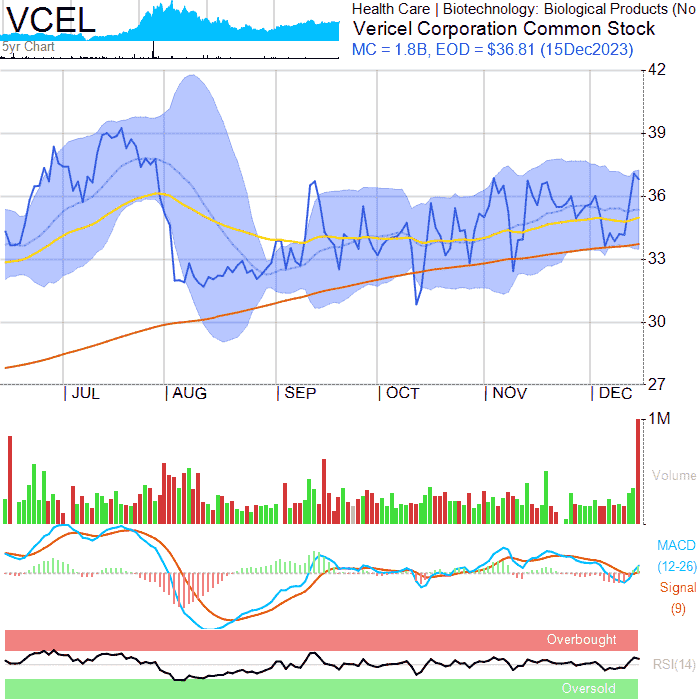 VCEL
5yr Chart
Health Care | Biotechnology: Biological Products (No
Vericel Corporation Common Stock
MC = 1.8B, EOD = $36.81 (15Dec2023)
42
39
36
33
30
27
JUL AUG SEP OCT NOV DEC
1M
Volume
MACD
(12-26)
Signal
(9)
Overbought
RSI(14)
Oversold